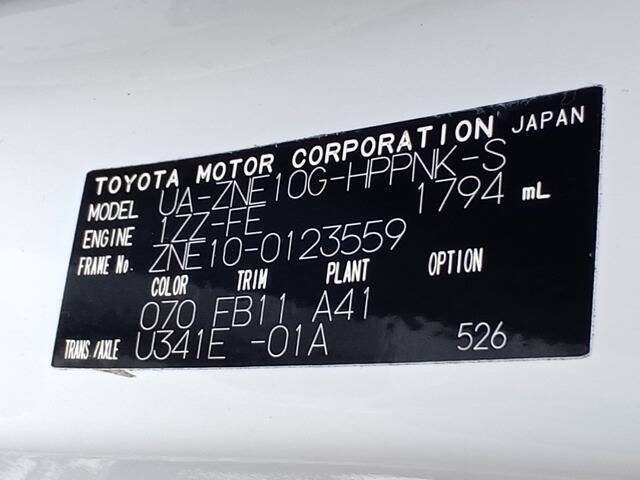 TOYOTA MOTOR CORPORATION JAPAN
MODEL UA-ZNE10G-HPPNK-S
ENGINE 1ZZ-FE 1794 mL
FRAME No. ZNE10-0123559
COLOR TRIM PLANT OPTION
070 FB11 A41
TRANS/AXLE U341E -01A 526